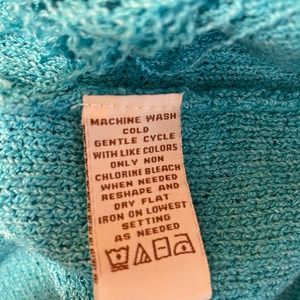 MACHINE WASH
COLD
GENTLE CYCLE
WITH LIKE COLORS
ONLY NON
CHLORINE BLEACH
WHEN NEEDED
RESHAPE AND
DRY FLAT
IRON ON LOWEST
SETTING
AS NEEDED